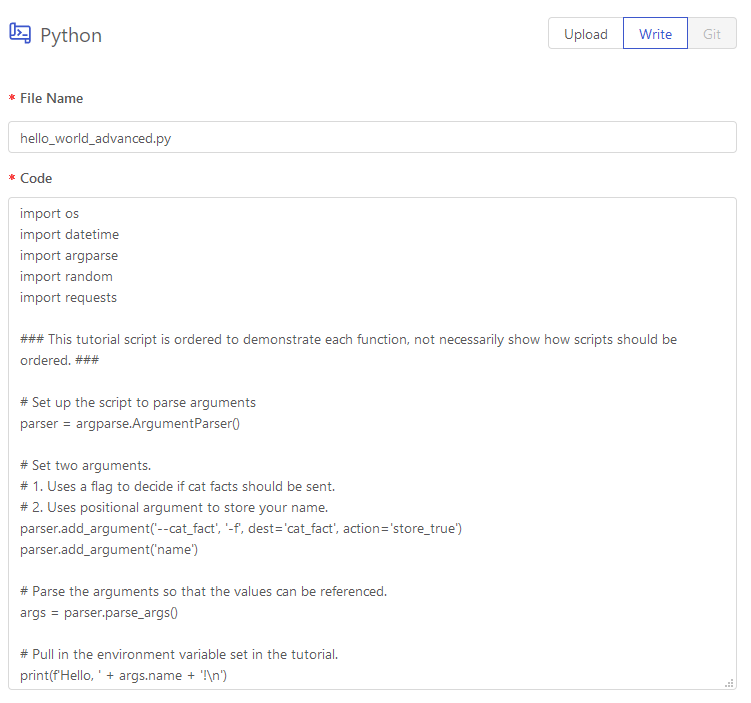 Python
Upload Write Git
* File Name
hello_world_advanced.py
* Code
import os
import datetime
import argparse
import random
import requests
### This tutorial script is ordered to demonstrate each function, not necessarily show how scripts should be
ordered. ###
# Set up the script to parse arguments
parser = argparse.ArgumentParser()
# Set two arguments.
# 1. Uses a flag to decide if cat facts should be sent.
# 2. Uses positional argument to store your name.
parser.add_argument('--cat_fact', '-f', dest='cat_fact', action='store_true')
parser.add_argument('name')
# Parse the arguments so that the values can be referenced.
args = parser.parse_args()
# Pull in the environment variable set in the tutorial.
print(f'Hello, ' + args.name + '!\n')